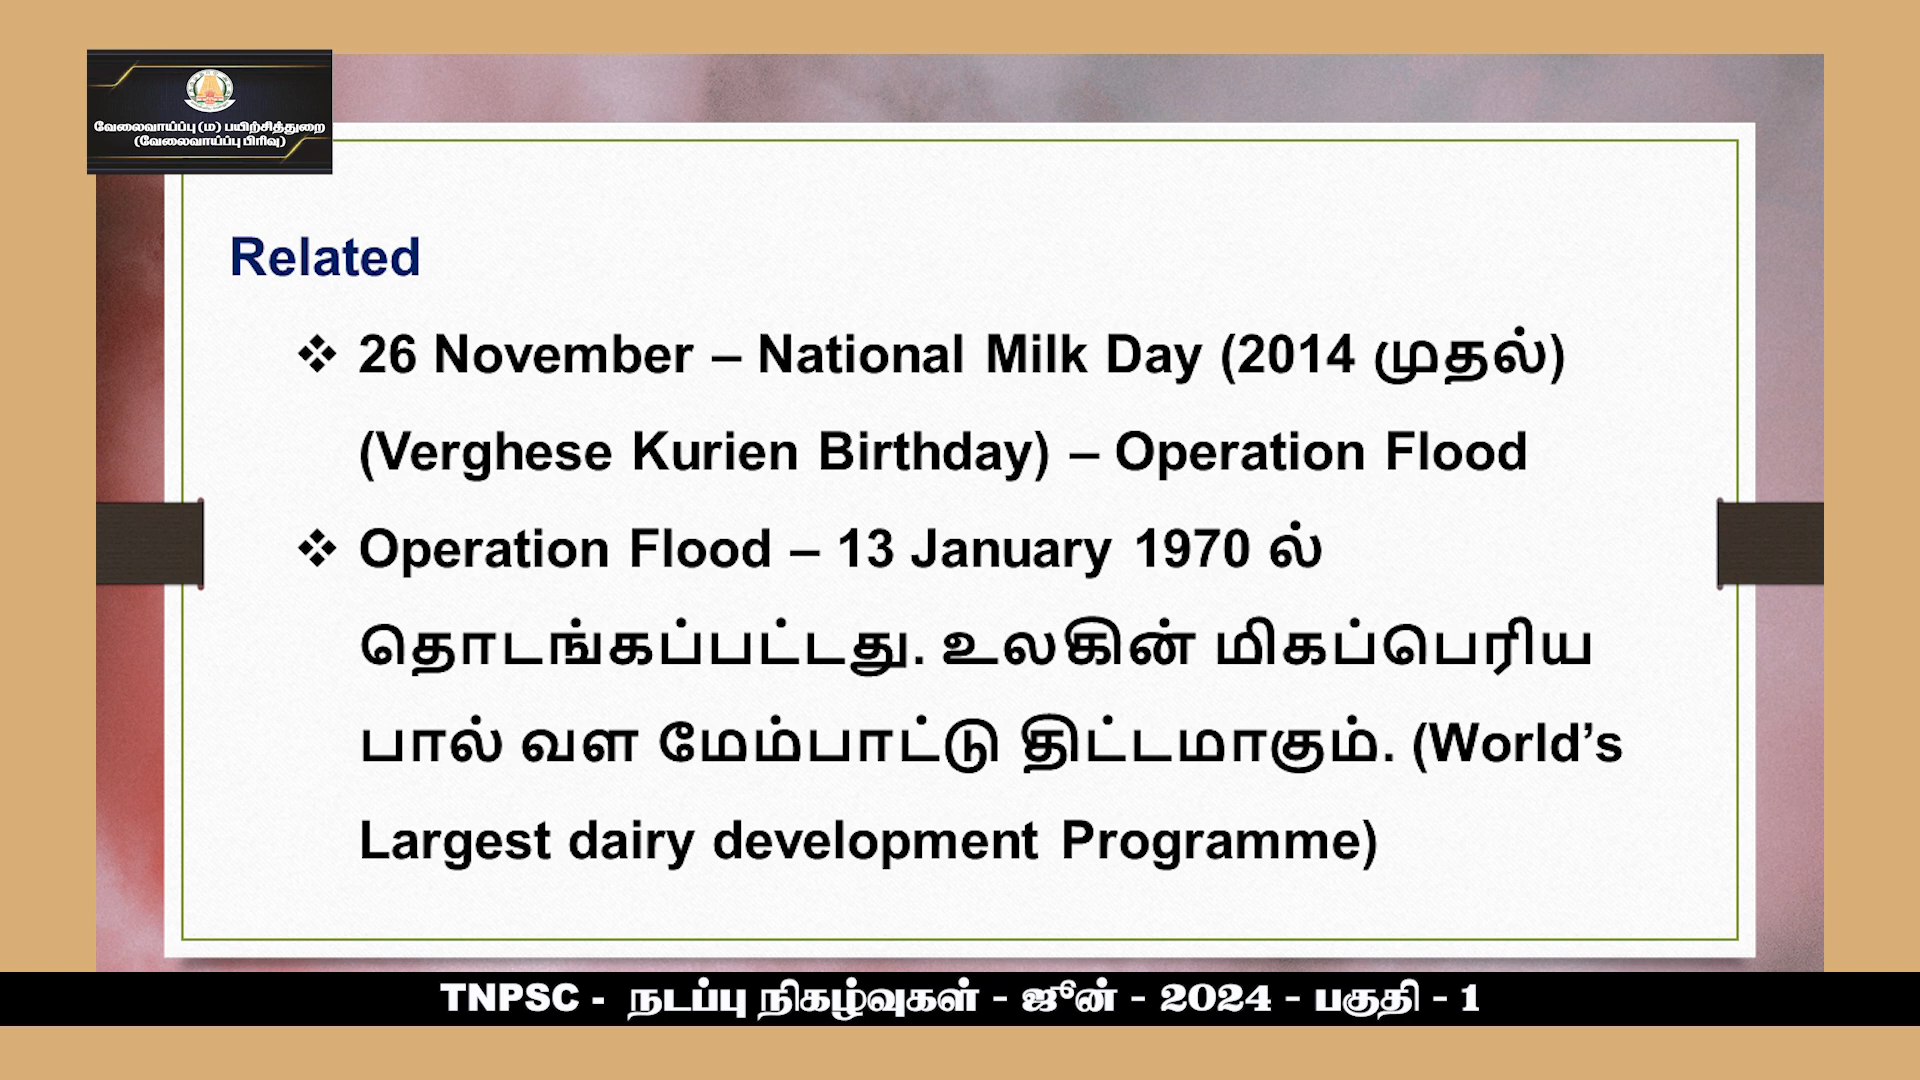 வேலைவாய்ப்பு (ம) பயிற்சித்துறை
(வேலைவாய்ப்பு பிரிவு)
Related
❖ 26 November – National Milk Day (2014 முதல்)
(Verghese Kurien Birthday) – Operation Flood
❖ Operation Flood – 13 January 1970 ல்
தொடங்கப்பட்டது. உலகின் மிகப்பெரிய
பால் வள மேம்பாட்டு திட்டமாகும். (World’s
Largest dairy development Programme)
TNPSC - நடப்பு நிகழ்வுகள் - ஜூன் - 2024 - பகுதி - 1